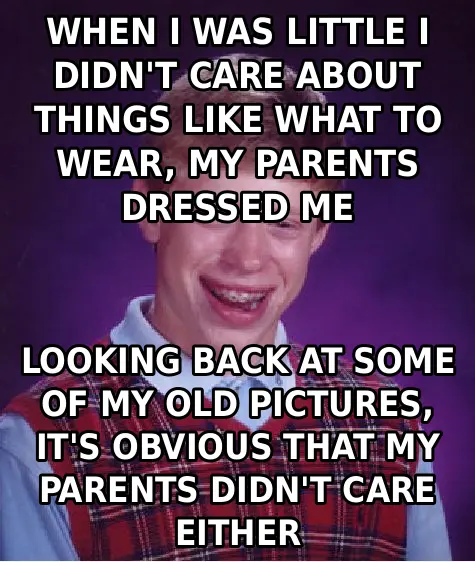 WHEN I WAS LITTLE I
DIDN'T CARE ABOUT
THINGS LIKE WHAT TO
WEAR, MY PARENTS
DRESSED ME
LOOKING BACK AT SOME
OF MY OLD PICTURES,
IT'S OBVIOUS THAT MY
PARENTS DIDN'T CARE
EITHER